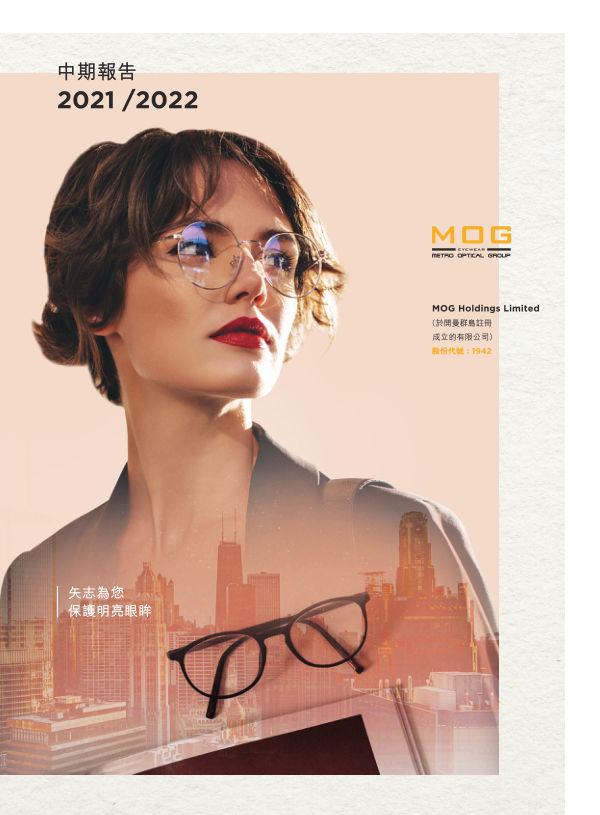 中期報告
2021 /2022
MOG
EYEWEAR
METRO OPTICAL GROUP
MOG Holdings Limited
(於開曼群島註冊
成立的有限公司)
股份代號：1942
矢志為您
保護明亮眼眸